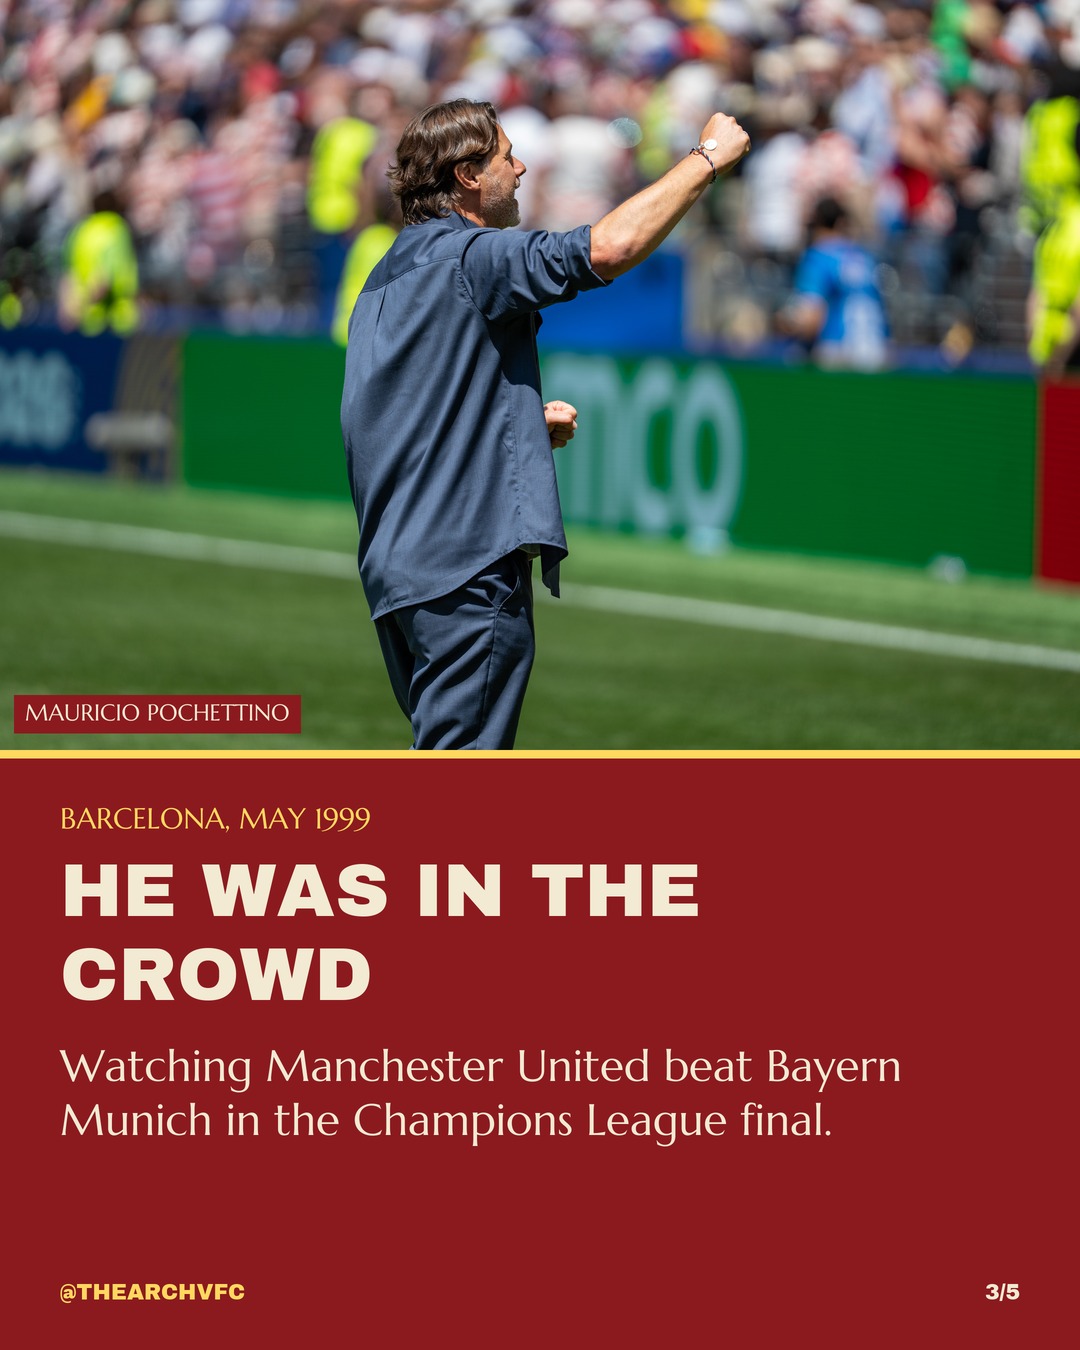 mco
MAURICIO POCHETTINO
BARCELONA, MAY 1999
HE WAS IN THE
CROWD
Watching Manchester United beat Bayern
Munich in the Champions League final.
@THEARCHVFC
3/5